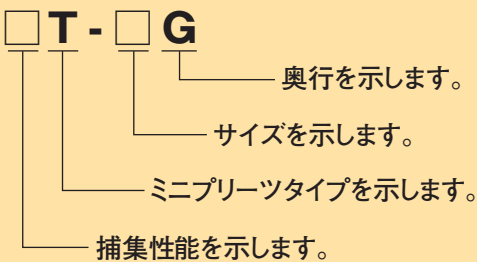 □T-□G
奥行を示します。
サイズを示します。
ミニプリーツタイプを示します。
捕集性能を示します。